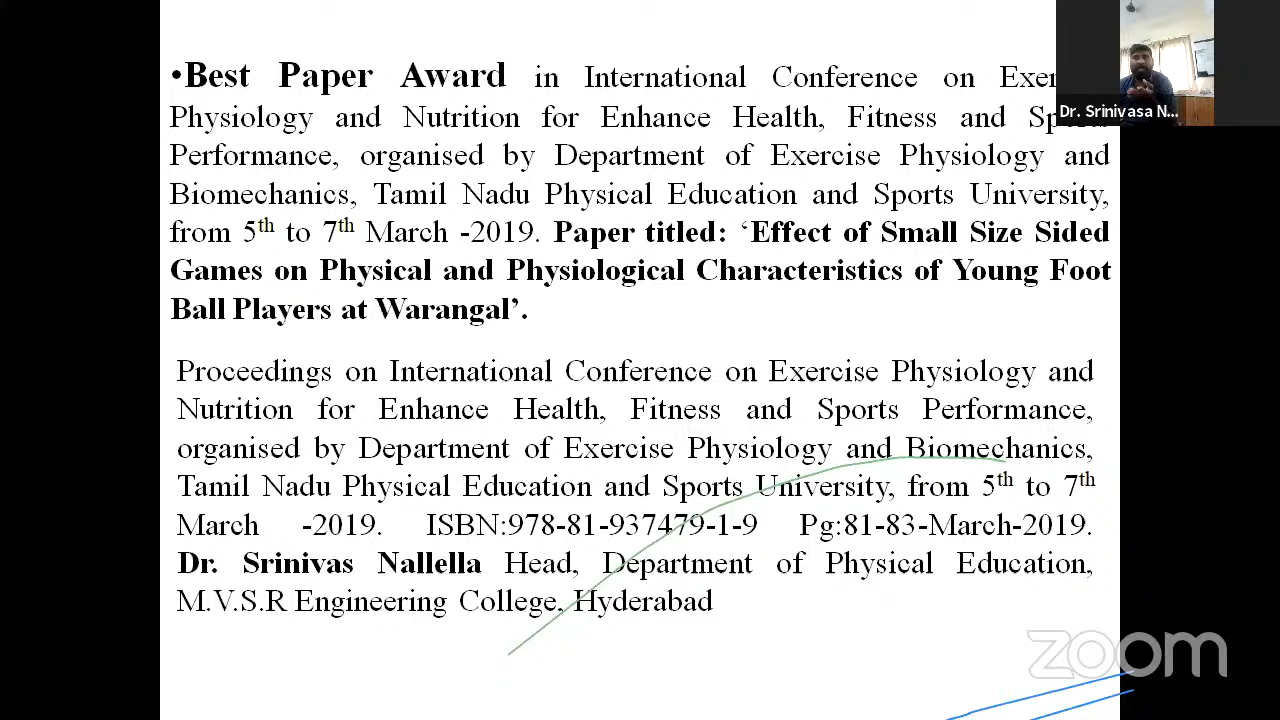 •Best Paper Award in International Conference on Exer
Physiology and Nutrition for Enhance Health, Fitness and
Performance, organised by Department of Exercise Physiology and
Biomechanics, Tamil Nadu Physical Education and Sports University,
from 5th to 7th March -2019. Paper titled: ‘Effect of Small Size Sided
Games on Physical and Physiological Characteristics of Young Foot
Ball Players at Warangal’.
Proceedings on International Conference on Exercise Physiology and
Nutrition for Enhance Health, Fitness and Sports Performance,
organised by Department of Exercise Physiology and Biomechanics,
Tamil Nadu Physical Education and Sports University, from 5th to 7th
March -2019. ISBN:978-81-937479-1-9 Pg:81-83-March-2019.
Dr. Srinivas Nallella Head, Department of Physical Education,
M.V.S.R Engineering College, Hyderabad
Dr. Srinivasa N...
zoom